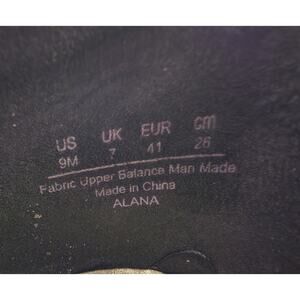 US UK EUR cm
9M 7 41 26
Fabric Upper Balance Man Made
Made in China
ALANA